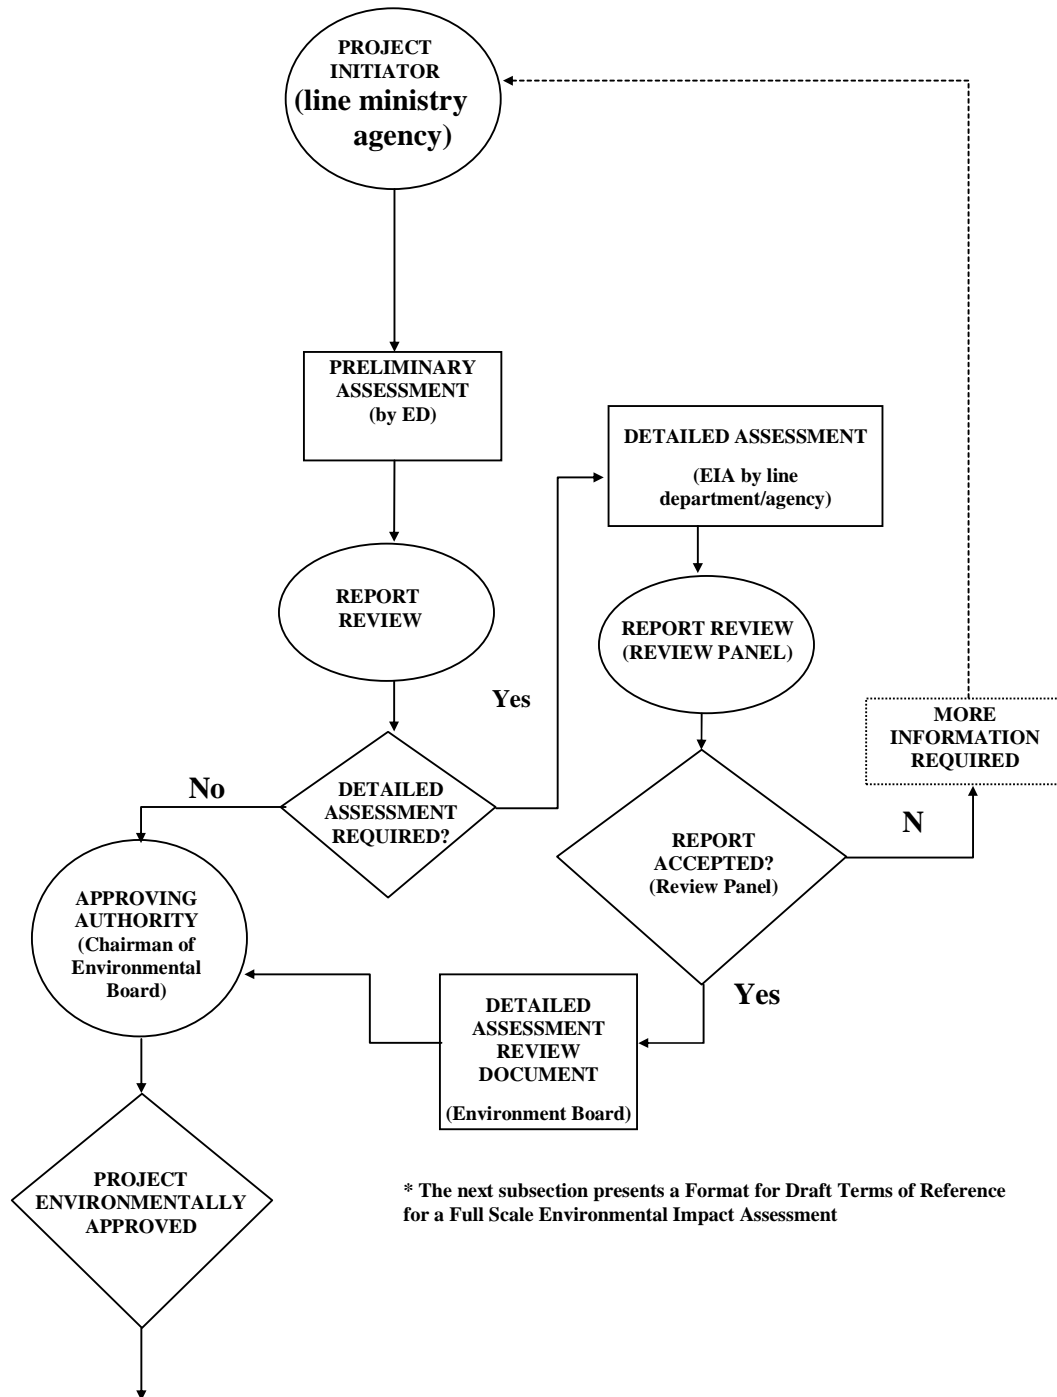 PROJECT
INITIATOR
(line ministry
agency)
PRELIMINARY
ASSESSMENT
(by ED)
DETAILED ASSESSMENT
(EIA by line
department/agency)
REPORT
REVIEW
REPORT REVIEW
(REVIEW PANEL)
Yes
MORE
INFORMATION
REQUIRED
No
DETAILED
ASSESSMENT
REQUIRED?
N
REPORT
ACCEPTED?
(Review Panel)
APPROVING
AUTHORITY
(Chairman of
Environmental
Board)
Yes
DETAILED
ASSESSMENT
REVIEW
DOCUMENT
(Environment Board)
PROJECT
ENVIRONMENTALLY
APPROVED
* The next subsection presents a Format for Draft Terms of Reference
for a Full Scale Environmental Impact Assessment